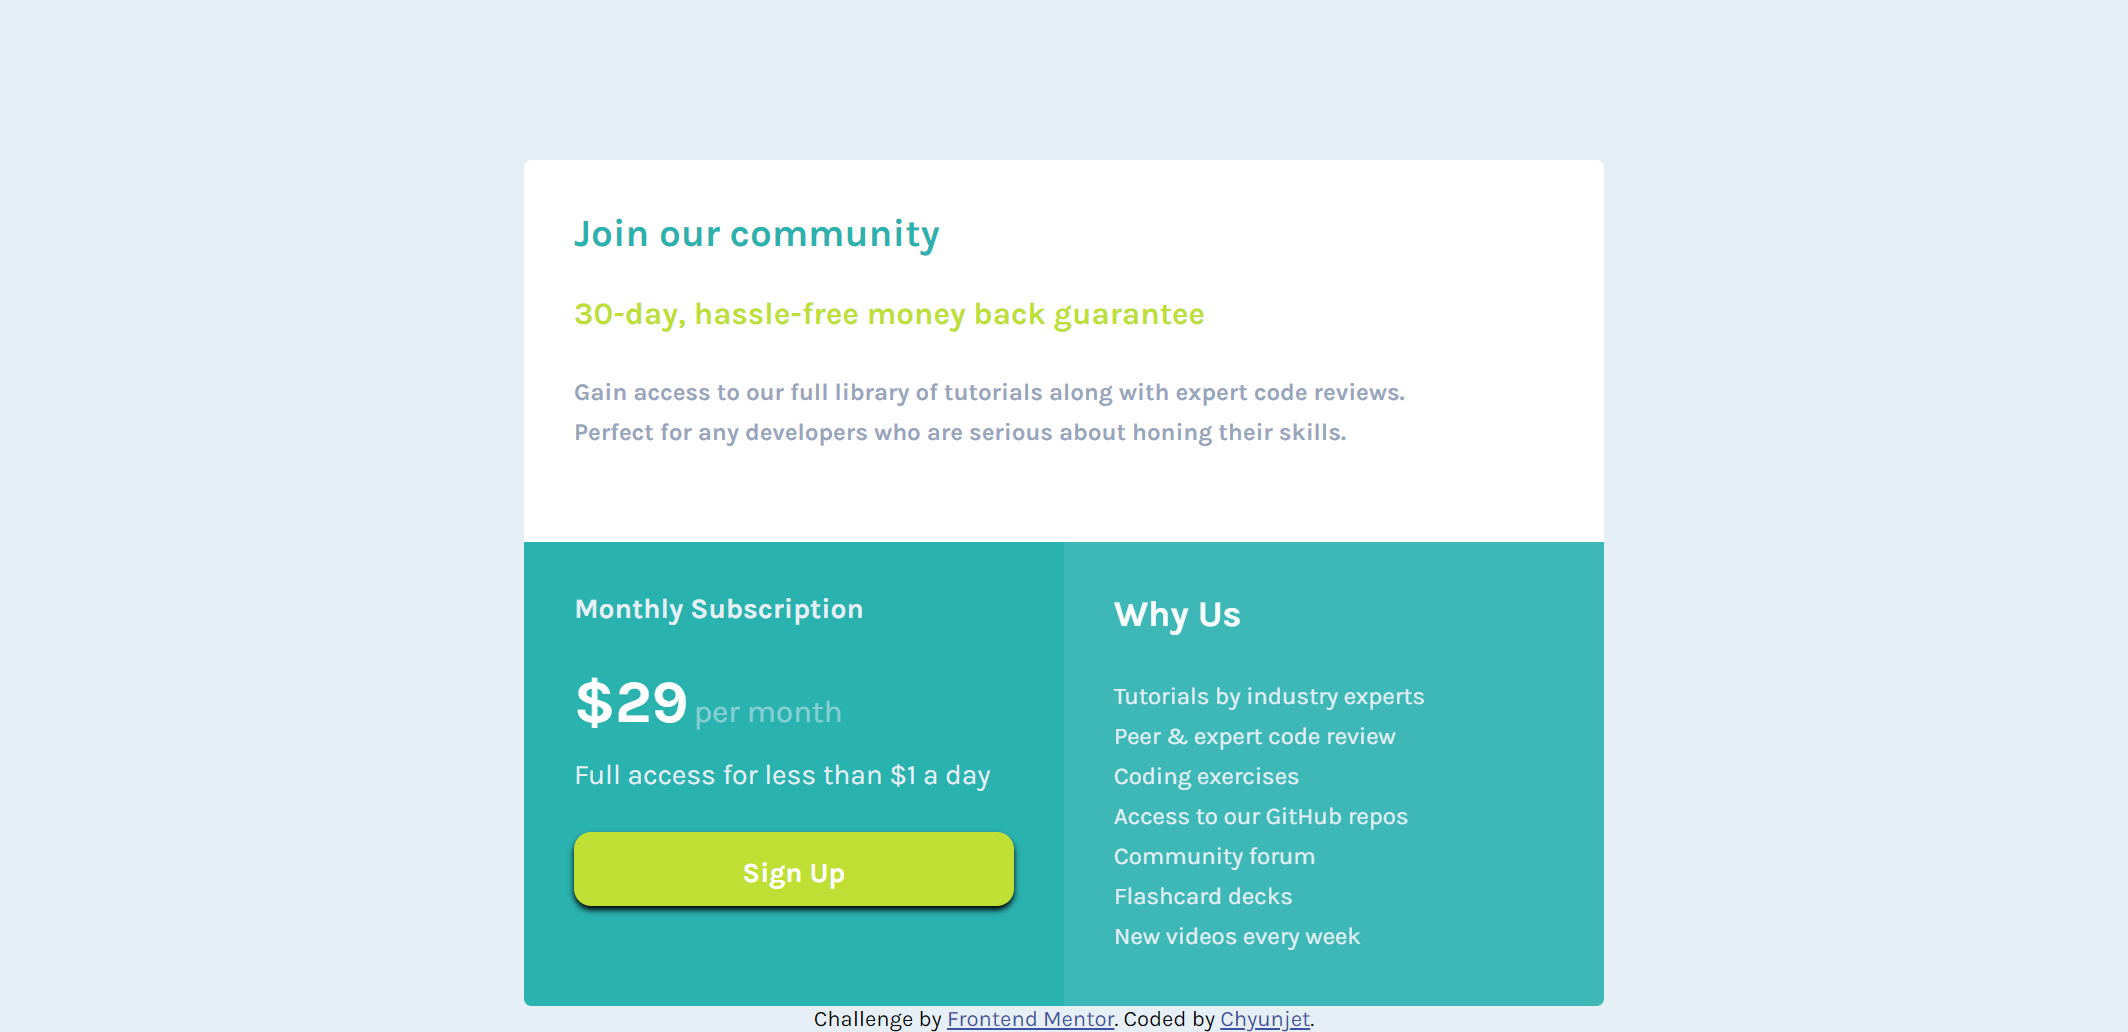 Join our community
30-day, hassle-free money back guarantee
Gain access to our full library of tutorials along with expert code reviews.
Perfect for any developers who are serious about honing their skills.
Monthly Subscription
$29 per month
Full access for less than $1 a day
Sign Up
Why Us
Tutorials by industry experts
Peer & expert code review
Coding exercises
Access to our GitHub repos
Community forum
Flashcard decks
New videos every week
Challenge by Frontend Mentor. Coded by Chyunjet.